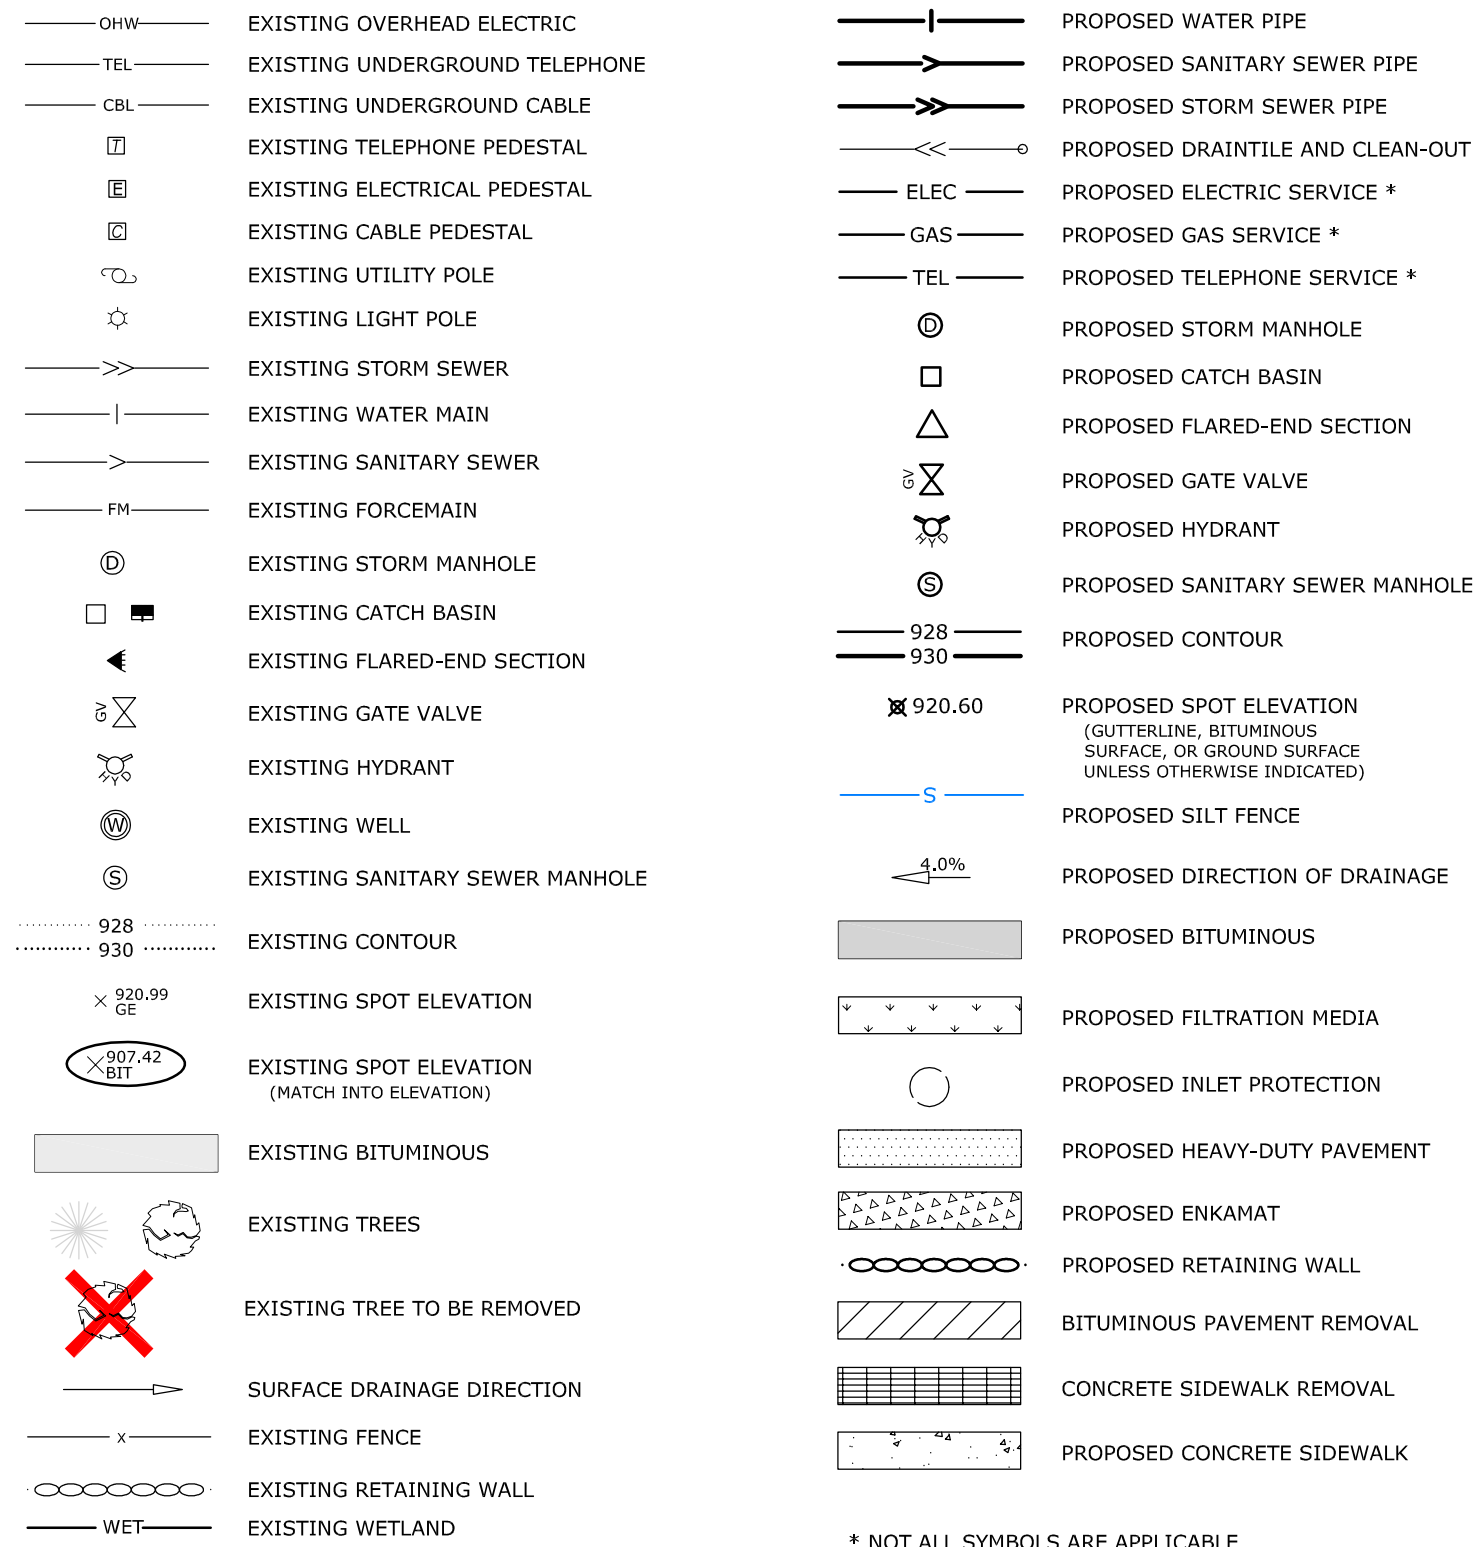 OHW EXISTING OVERHEAD ELECTRIC
TEL EXISTING UNDERGROUND TELEPHONE
CBL EXISTING UNDERGROUND CABLE
T EXISTING TELEPHONE PEDESTAL
E EXISTING ELECTRICAL PEDESTAL
C EXISTING CABLE PEDESTAL
EXISTING UTILITY POLE
EXISTING LIGHT POLE
EXISTING STORM SEWER
EXISTING WATER MAIN
EXISTING SANITARY SEWER
FM EXISTING FORCEMAIN
D EXISTING STORM MANHOLE
EXISTING CATCH BASIN
EXISTING FLARED-END SECTION
GV EXISTING GATE VALVE
HYD EXISTING HYDRANT
W EXISTING WELL
S EXISTING SANITARY SEWER MANHOLE
928
930
EXISTING CONTOUR
920.99
GE
EXISTING SPOT ELEVATION
907.42
BIT
EXISTING SPOT ELEVATION
(MATCH INTO ELEVATION)
EXISTING BITUMINOUS
EXISTING TREES
EXISTING TREE TO BE REMOVED
SURFACE DRAINAGE DIRECTION
X EXISTING FENCE
EXISTING RETAINING WALL
WET EXISTING WETLAND
PROPOSED WATER PIPE
PROPOSED SANITARY SEWER PIPE
PROPOSED STORM SEWER PIPE
PROPOSED DRAINTILE AND CLEAN-OUT
ELEC PROPOSED ELECTRIC SERVICE *
GAS PROPOSED GAS SERVICE *
TEL PROPOSED TELEPHONE SERVICE *
D PROPOSED STORM MANHOLE
PROPOSED CATCH BASIN
PROPOSED FLARED-END SECTION
GV PROPOSED GATE VALVE
HYD PROPOSED HYDRANT
S PROPOSED SANITARY SEWER MANHOLE
928
930
PROPOSED CONTOUR
920.60 PROPOSED SPOT ELEVATION
(GUTTERLINE, BITUMINOUS
SURFACE, OR GROUND SURFACE
UNLESS OTHERWISE INDICATED)
S
PROPOSED SILT FENCE
4.0%
PROPOSED DIRECTION OF DRAINAGE
PROPOSED BITUMINOUS
PROPOSED FILTRATION MEDIA
PROPOSED INLET PROTECTION
PROPOSED HEAVY-DUTY PAVEMENT
PROPOSED ENKAMAT
PROPOSED RETAINING WALL
BITUMINOUS PAVEMENT REMOVAL
CONCRETE SIDEWALK REMOVAL
PROPOSED CONCRETE SIDEWALK
* NOT ALL SYMBOLS ARE APPLICABLE